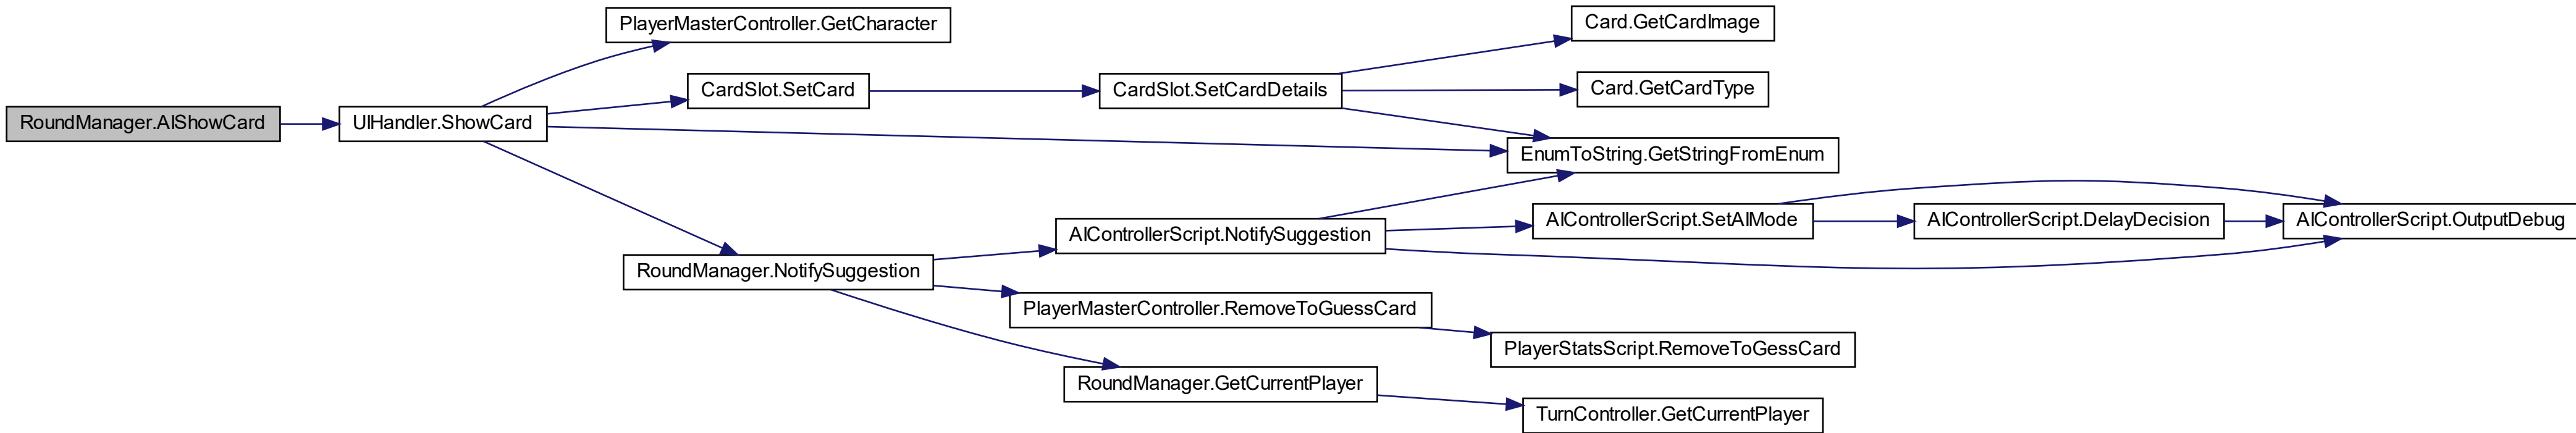 RoundManager.AIShowCard
UIHandler.ShowCard
PlayerMasterController.GetCharacter
CardSlot.SetCard
CardSlot.SetCardDetails
Card.GetCardImage
Card.GetCardType
EnumToString.GetStringFromEnum
RoundManager.NotifySuggestion
AIControllerScript.NotifySuggestion
AIControllerScript.SetAIMode
AIControllerScript.DelayDecision
AIControllerScript.OutputDebug
PlayerMasterController.RemoveToGuessCard
PlayerStatsScript.RemoveToGessCard
RoundManager.GetCurrentPlayer
TurnController.GetCurrentPlayer